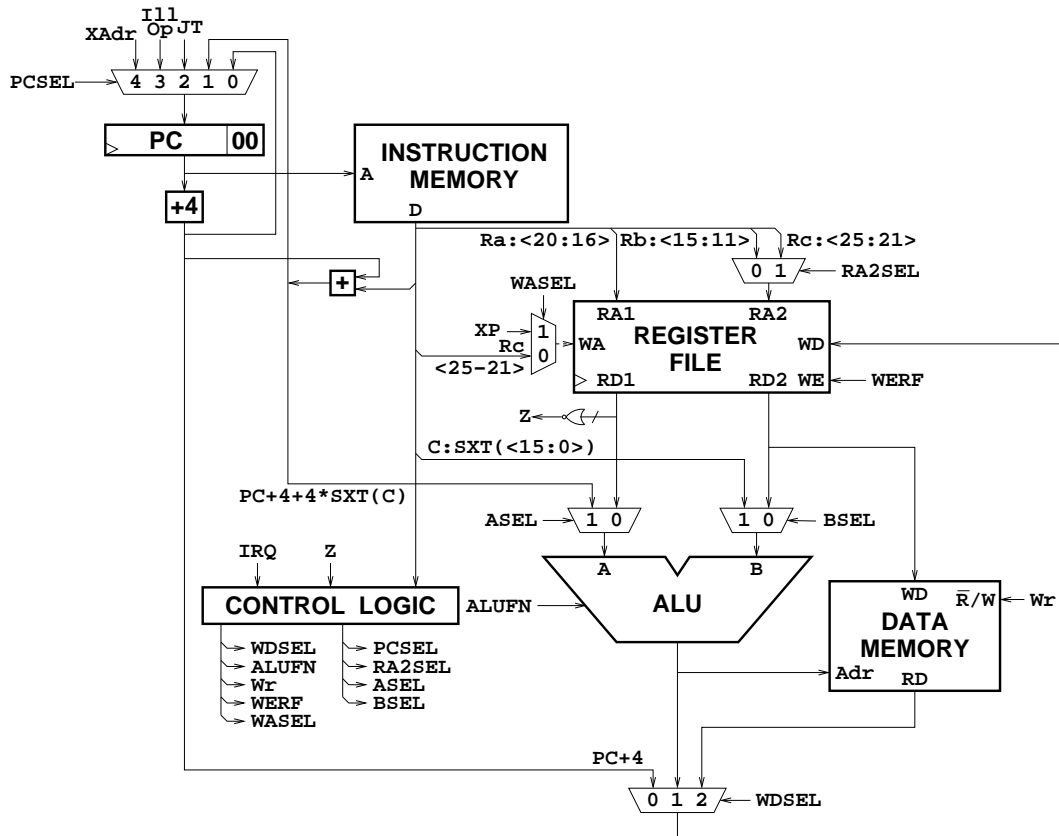 Ill
XAdr Op JT
PCSEL 4 3 2 1 0
PC 00
INSTRUCTION
MEMORY
A
D
+4
Ra:<20:16> Rb:<15:11> Rc:<25:21>
+
0 1 RA2SEL
WASEL
XP 1
Rc 0
<25-21>
RA1 RA2
WA REGISTER WD
FILE
RD1 RD2 WE WERF
Z
C:SXT(<15:0>)
PC+4+4*SXT(C)
ASEL 1 0 1 0 BSEL
IRQ Z
A B
CONTROL LOGIC
ALUFN ALU
WD R/W Wr
DATA
MEMORY
Adr RD
WDSEL PCSEL
ALUFN RA2SEL
Wr ASEL
WERF BSEL
WASEL
PC+4
0 1 2 WDSEL